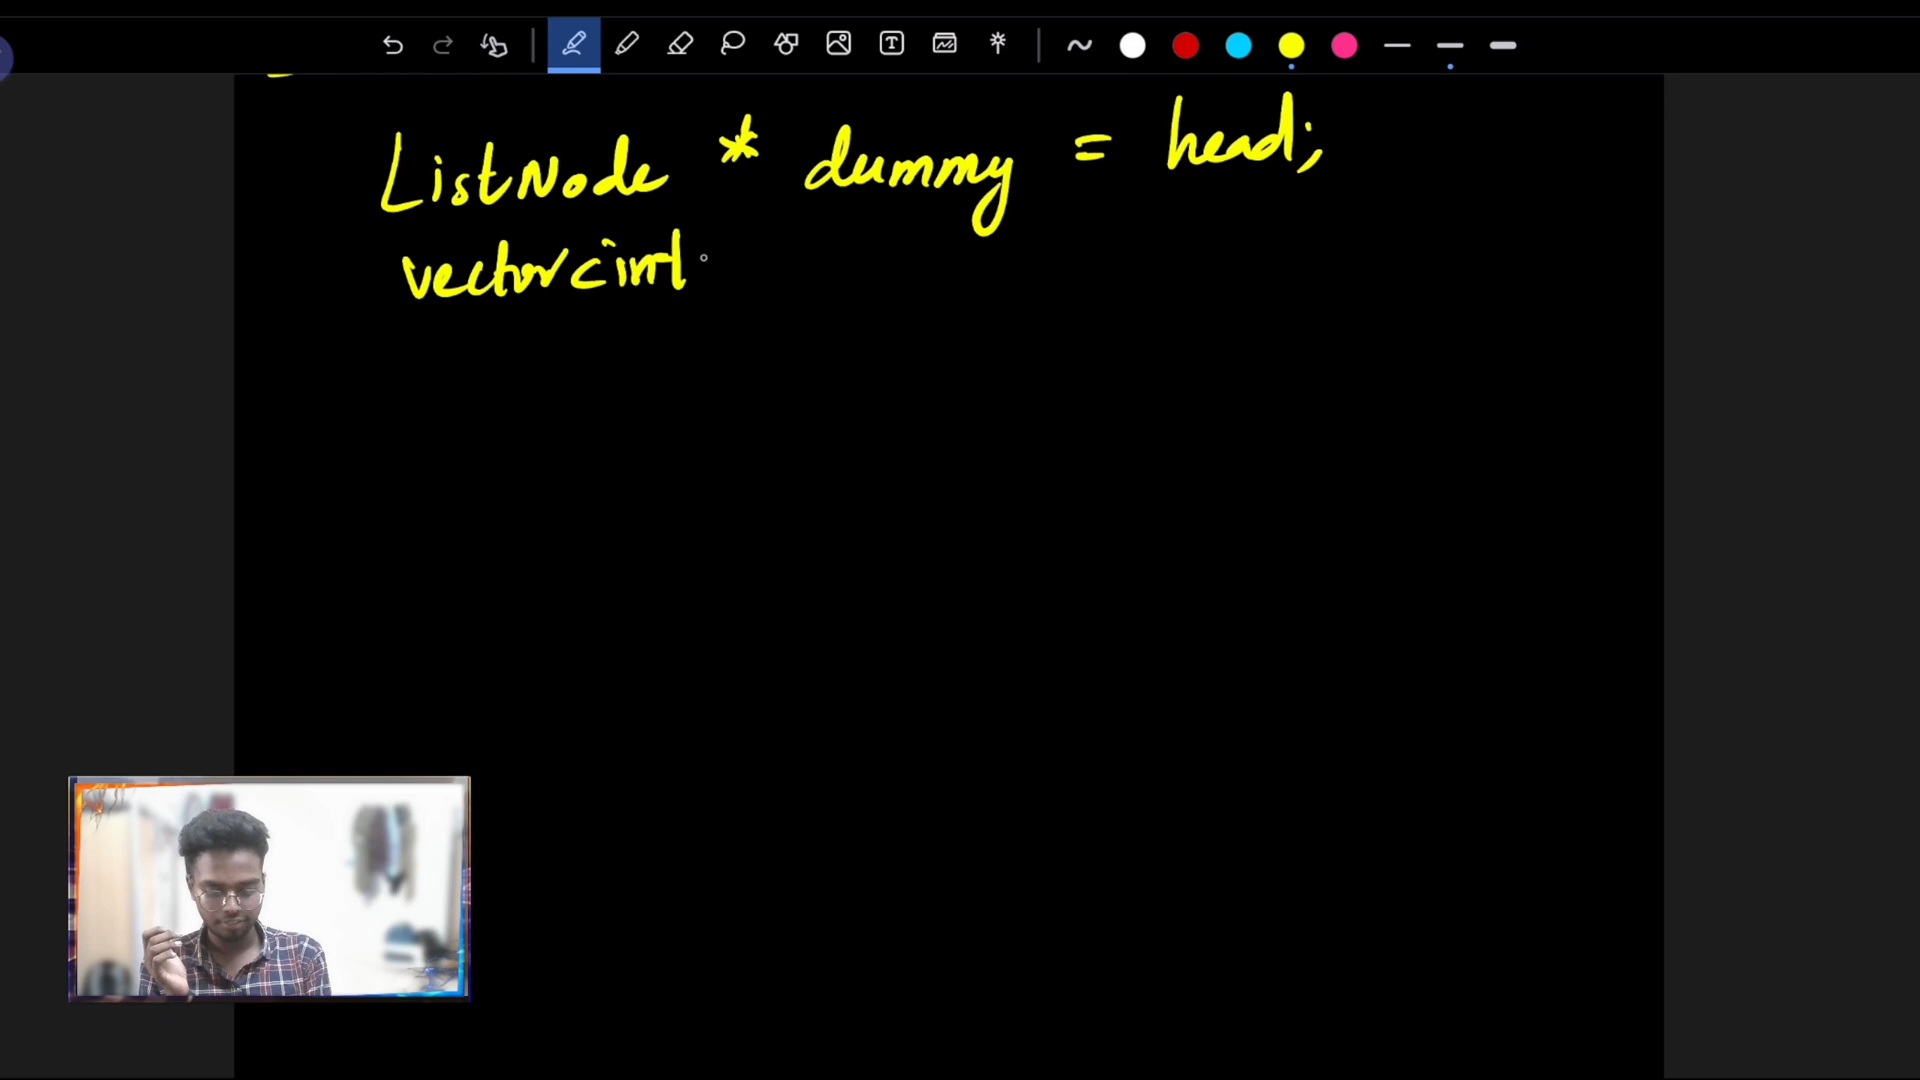 ListNode * dummy = head;
vector<int